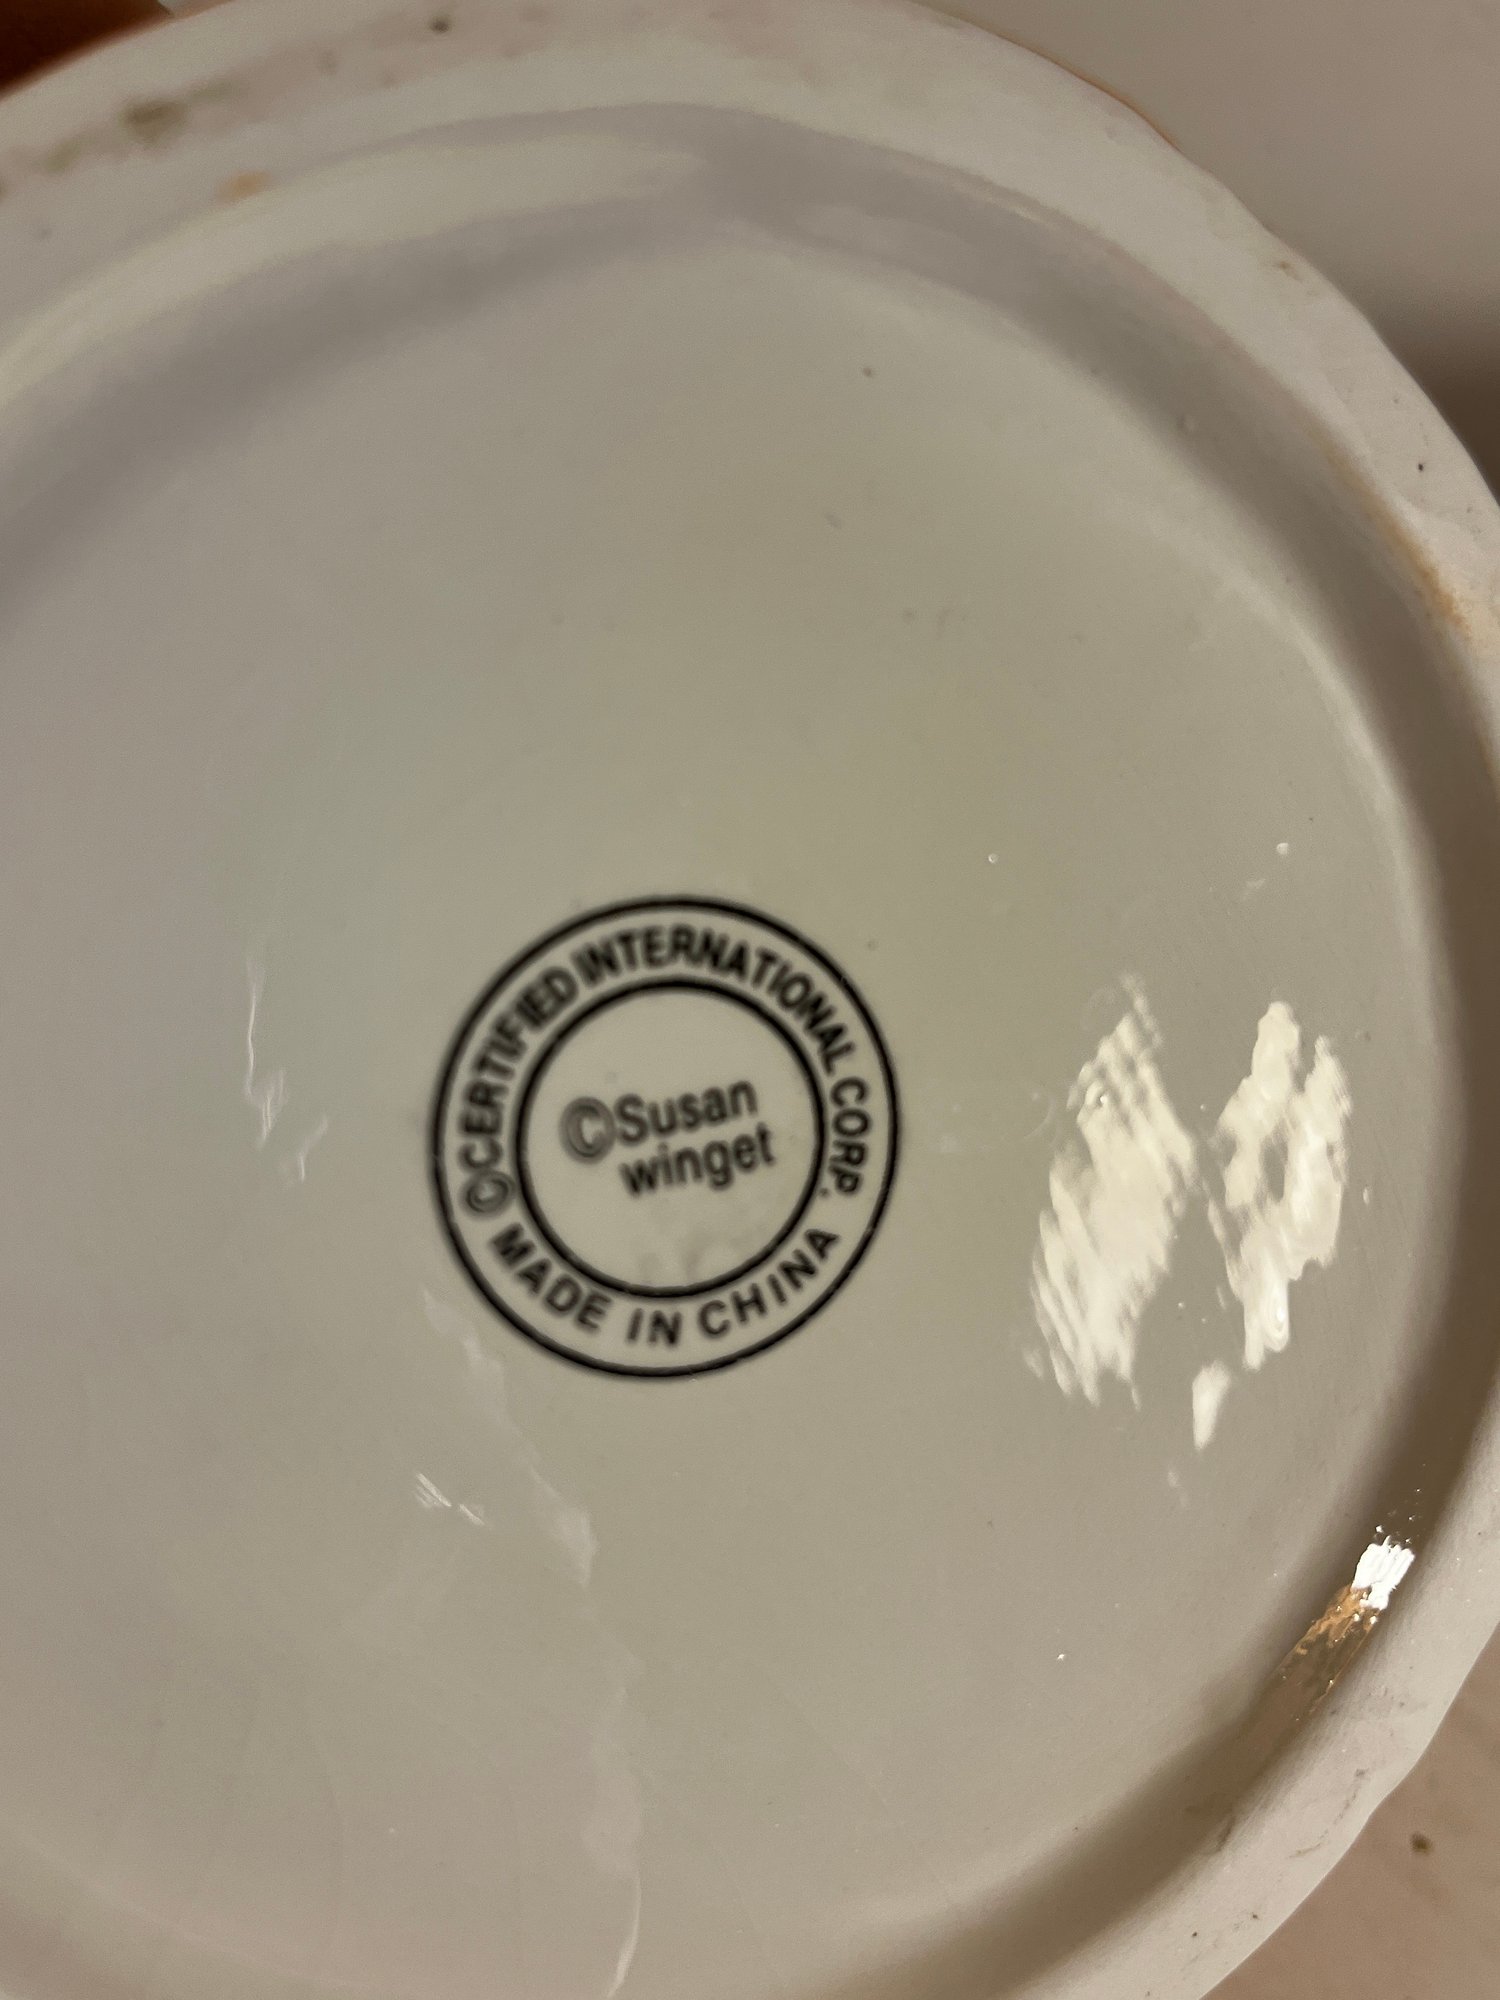 ©CERTIFIED INTERNATIONAL CORP.
©Susan
winget
MADE IN CHINA